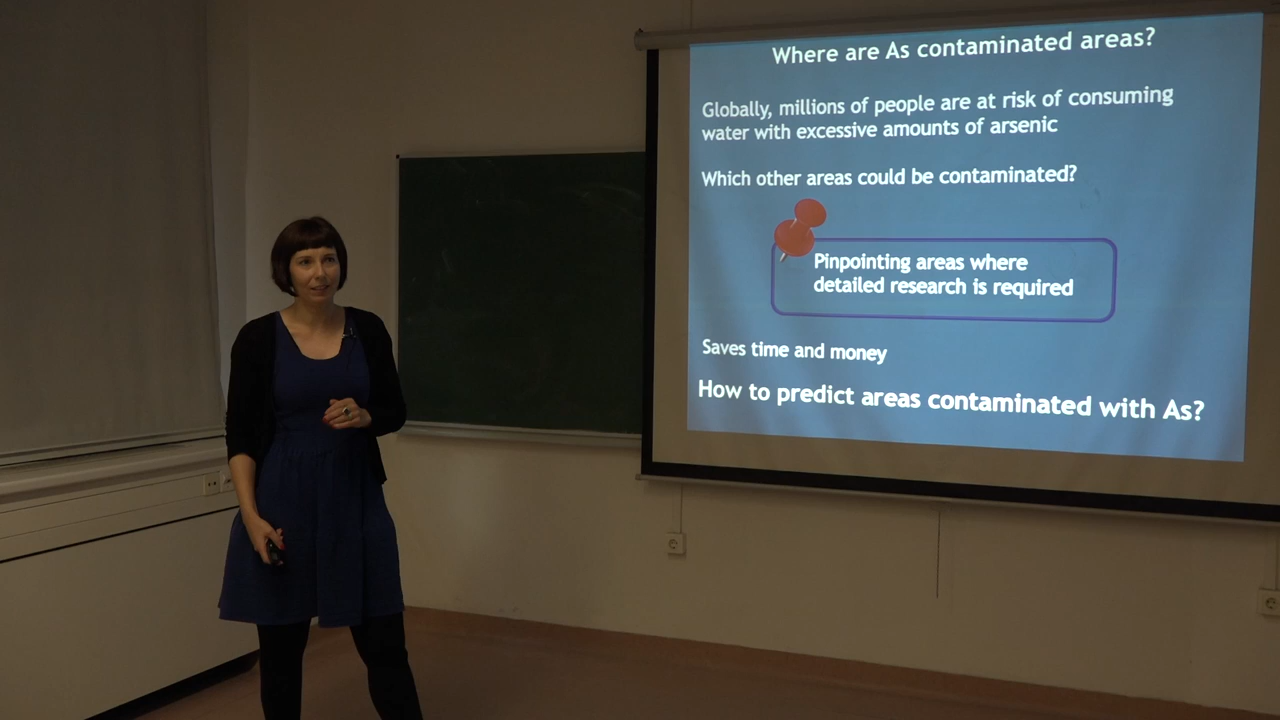 Where are As contaminated areas?
Globally, millions of people are at risk of consuming
water with excessive amounts of arsenic
Which other areas could be contaminated?
Pinpointing areas where
detailed research is required
Saves time and money
How to predict areas contaminated with As?